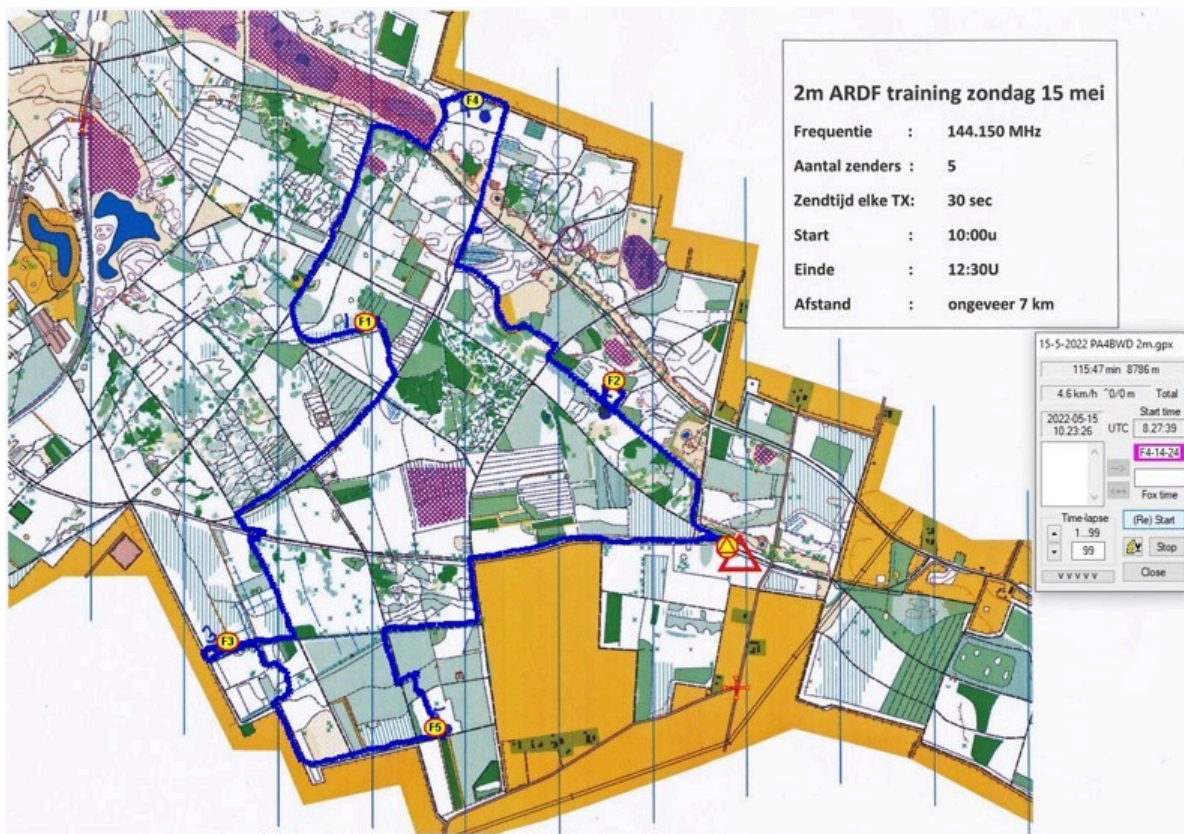 2m ARDF training zondag 15 mei
Frequentie : 144.150 MHz
Aantal zenders : 5
Zendtijd elke TX: 30 sec
Start : 10:00u
Einde : 12:30U
Afstand : ongeveer 7 km
F4
F1
F2
F3
F5
15-5-2022 PA4BWD 2m.gpx
115:47 min 8786 m
4.6 km/h ^0/0 m Total
Start time
2022-05-15
10.23:26
UTC 8.27:39
F4-14-24
-->
<++
Fox time
Time-lapse
1...99
99
(Re) Start
Stop
Close
v v v v v